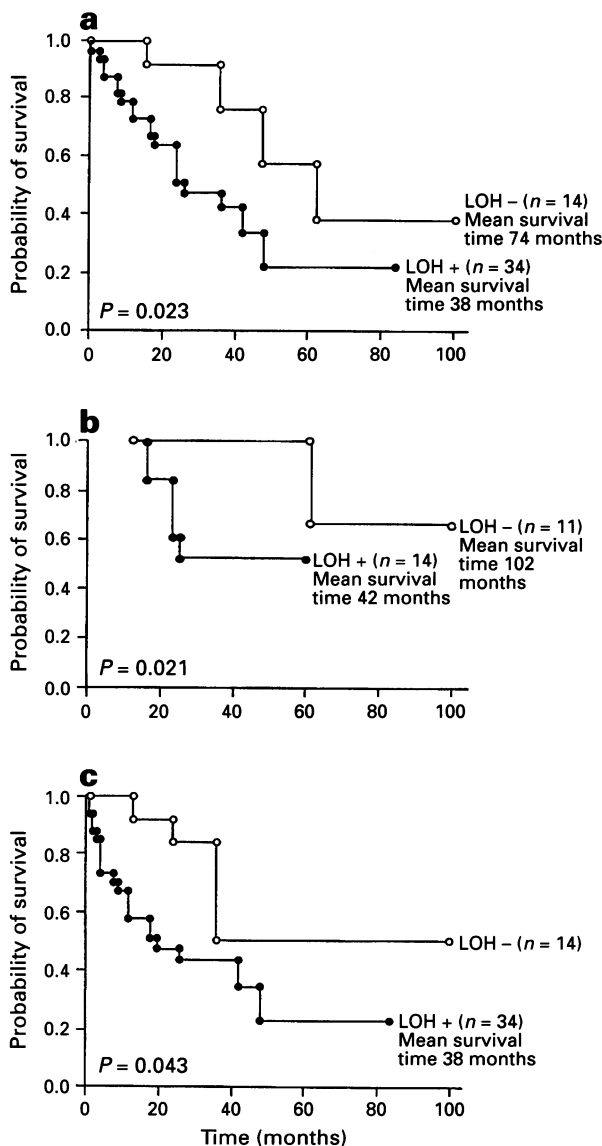 a
Probability of survival
1.0
0.8
0.6
0.4
0.2
0.0
P = 0.023
LOH – (n = 14)
Mean survival
time 74 months
LOH + (n = 34)
Mean survival
time 38 months
0 20 40 60 80 100
b
Probability of survival
1.0
0.8
0.6
0.4
0.2
0.0
P = 0.021
LOH – (n = 11)
Mean survival
time 102
months
LOH + (n = 14)
Mean survival
time 42 months
0 20 40 60 80 100
c
Probability of survival
1.0
0.8
0.6
0.4
0.2
0.0
P = 0.043
LOH – (n = 14)
LOH + (n = 34)
Mean survival
time 38 months
0 20 40 60 80 100
Time (months)